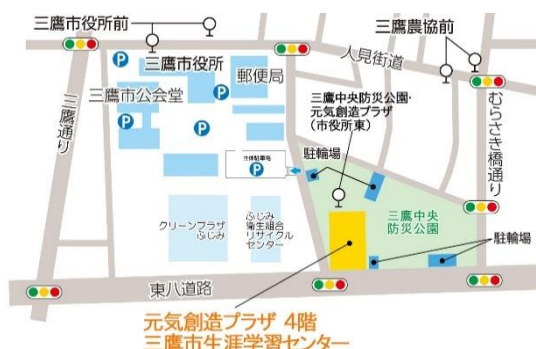 三鷹市役所前
三鷹農協前
三鷹市役所
郵便局
人見街道
P
三鷹市公会堂
P
P
P
三鷹通り
むらさき橋通り
三鷹中央防災公園・
元気創造プラザ
(市役所東)
駐輪場
立体駐車場
P
三鷹中央
防災公園
クリーンプラザ
ふじみ
ふじみ
衛生組合
リサイクル
センター
駐輪場
東八道路
元気創造プラザ 4階
三鷹市生涯学習センター